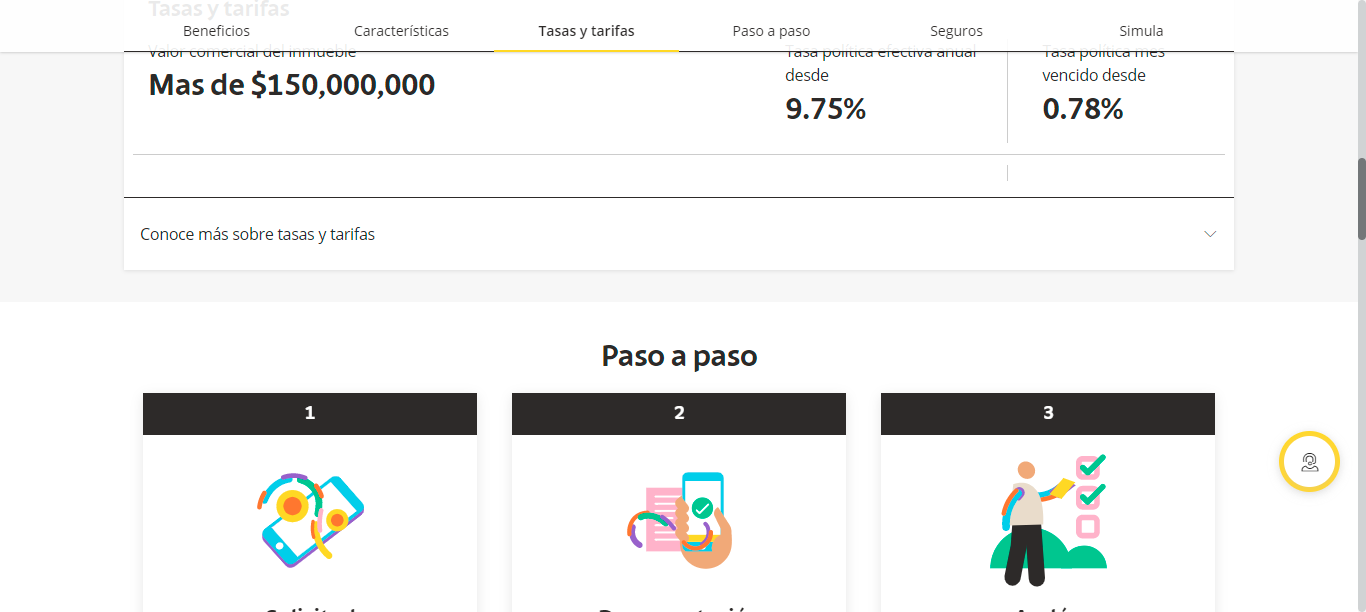 Tasas y tarifas
Beneficios
Características
Tasas y tarifas
Paso a paso
Seguros
Simula
Valor comercial del inmueble
Mas de $150,000,000
Tasa política efectiva anual
desde
9.75%
Tasa política mes
vencido desde
0.78%
Conoce más sobre tasas y tarifas
Paso a paso
1
2
3